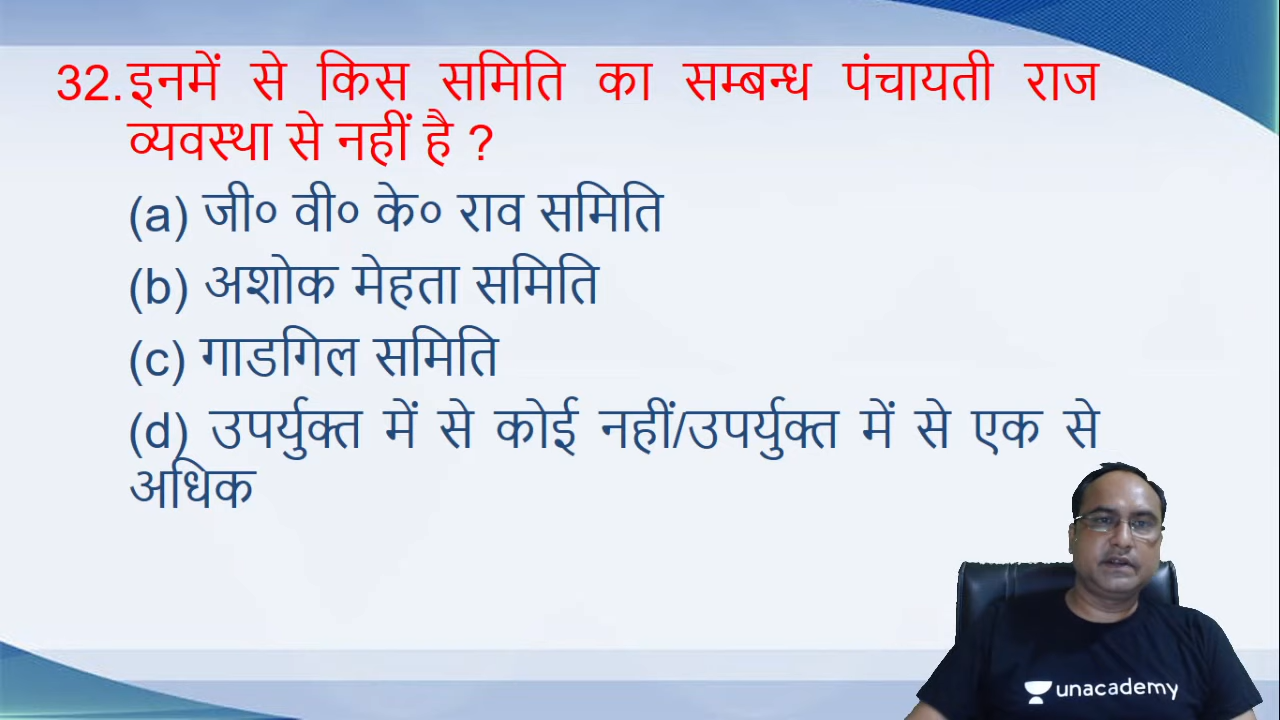 32. इनमें से किस समिति का सम्बन्ध पंचायती राज
व्यवस्था से नहीं है ?
(a) जी० वी० के० राव समिति
(b) अशोक मेहता समिति
(c) गाडगिल समिति
(d) उपर्युक्त में से कोई नहीं/उपर्युक्त में से एक से
अधिक
unacademy